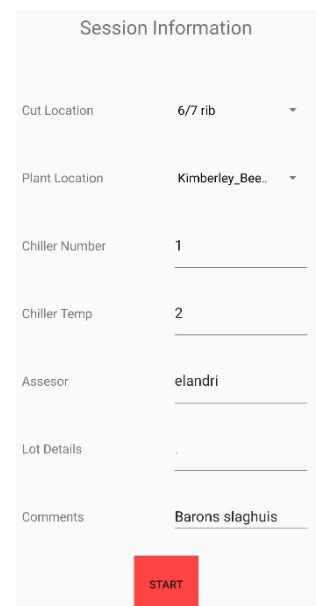 Session Information
Cut Location 6/7 rib
Plant Location Kimberley_Bee..
Chiller Number 1
Chiller Temp 2
Assesor elandri
Lot Details .
Comments Barons slaghuis
START